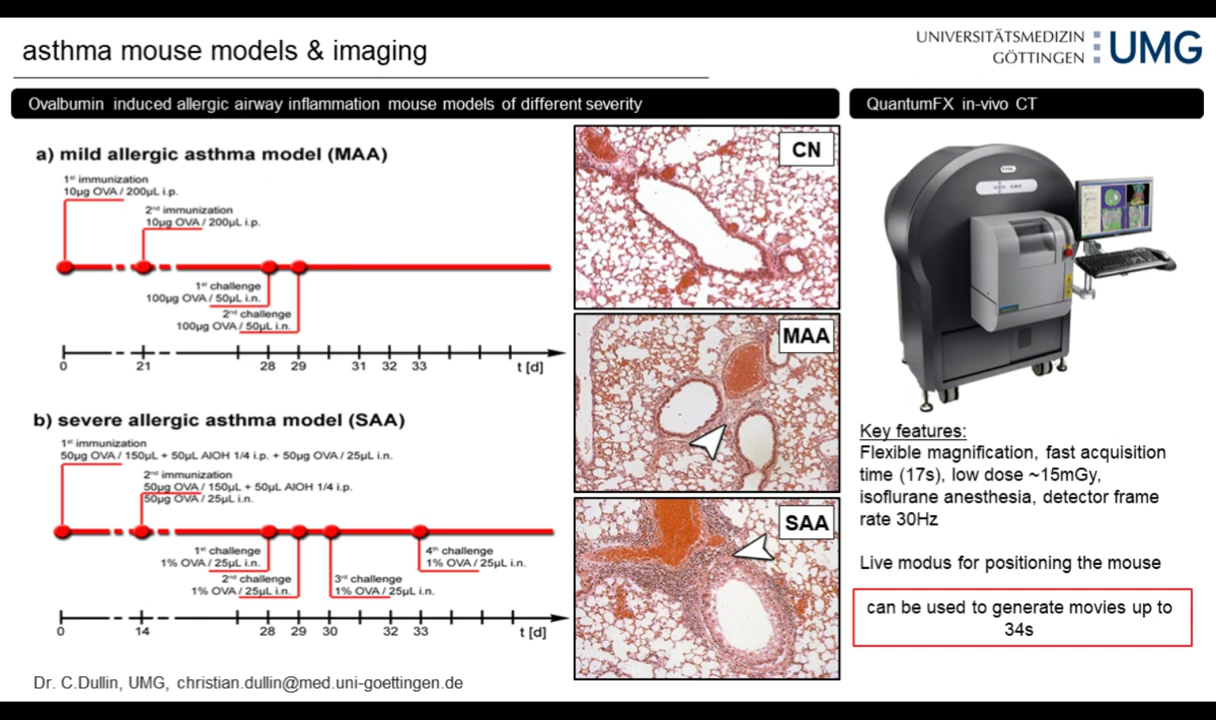 asthma mouse models & imaging
UNIVERSITÄTSMEDIZIN
GÖTTINGEN
UMG
Ovalbumin induced allergic airway inflammation mouse models of different severity
QuantumFX in-vivo CT
a) mild allergic asthma model (MAA)
1st immunization
10µg OVA / 200µL i.p.
2nd immunization
10µg OVA / 200µL i.p.
1st challenge
100µg OVA / 50µL i.n.
2nd challenge
100µg OVA / 50µL i.n.
0 21 28 29 31 32 33 t [d]
b) severe allergic asthma model (SAA)
1st immunization
50µg OVA / 150µL + 50µL AlOH 1/4 i.p. + 50µg OVA / 25µL i.n.
2nd immunization
50µg OVA / 150µL + 50µL AlOH 1/4 i.p.
50µg OVA / 25µL i.n.
1st challenge
1% OVA / 25µL i.n.
2nd challenge
1% OVA / 25µL i.n.
3rd challenge
1% OVA / 25µL i.n.
4th challenge
1% OVA / 25µL i.n.
0 14 28 29 30 32 33 t [d]
CN
MAA
SAA
Key features:
Flexible magnification, fast acquisition
time (17s), low dose ~15mGy,
isoflurane anesthesia, detector frame
rate 30Hz
Live modus for positioning the mouse
can be used to generate movies up to
34s
Dr. C.Dullin, UMG, christian.dullin@med.uni-goettingen.de